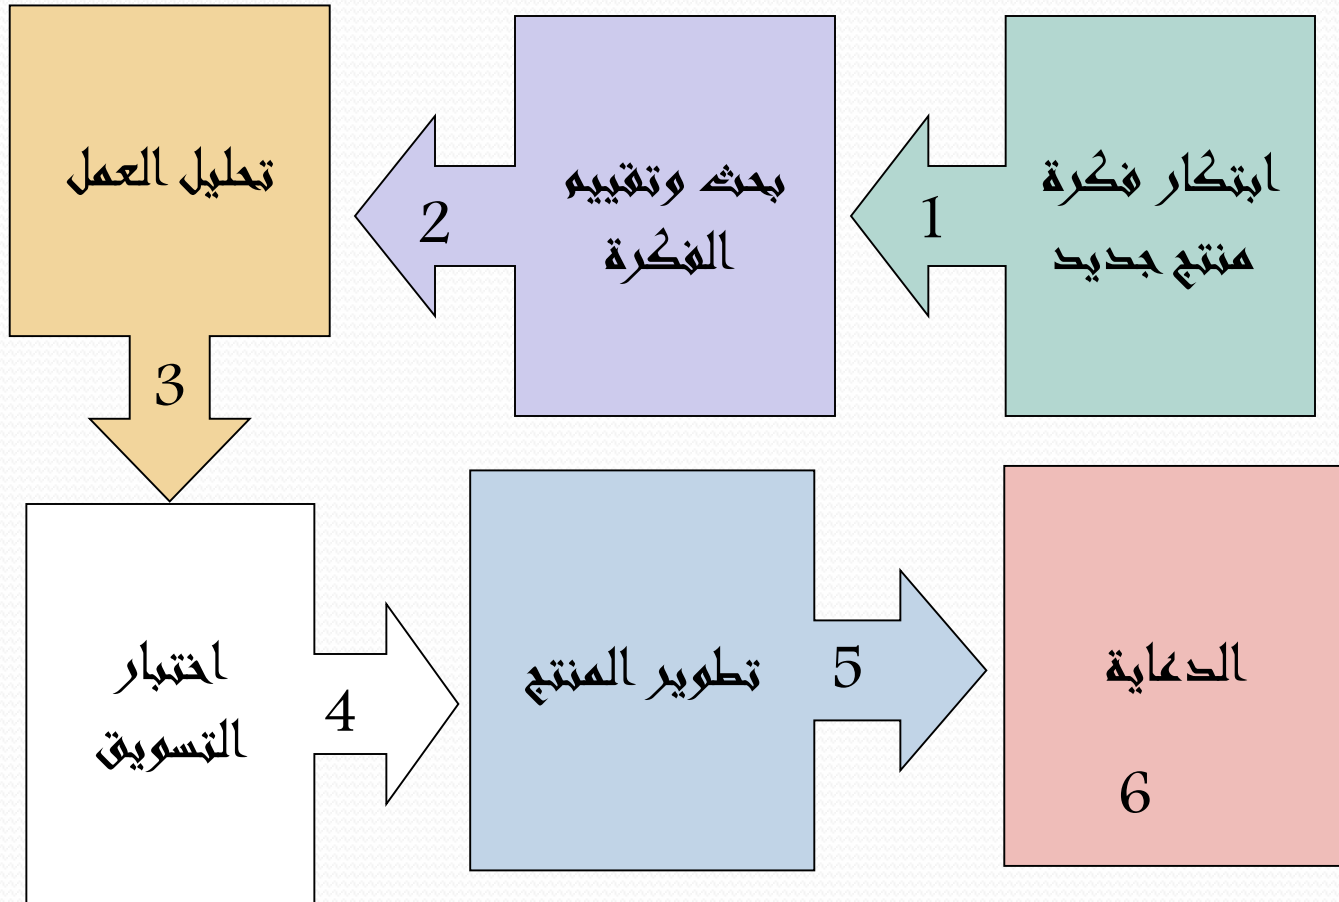 ابتكار فكرة
منتج جديد
1
بحث وتقييم
الفكرة
2
تحليل العمل
3
اختبار
التسويق
4
تطوير المنتج
5
الدعاية
6